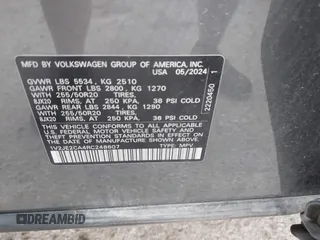 MFD. BY VOLKSWAGEN GROUP OF AMERICA, INC.
USA 05/2024
GVWR LBS 5534 , KG 2510
GAWR FRONT LBS 2800 , KG 1270
WITH 255/50R20 TIRES,
8JX20 RIMS, AT 250 KPA, 36 PSI COLD
GAWR REAR LBS 2844 , KG 1290
WITH 255/50R20 TIRES,
8JX20 RIMS, AT 250 KPA, 36 PSI COLD
THIS VEHICLE CONFORMS TO ALL APPLICABLE
FEDERAL MOTOR VEHICLE SAFETY, BUMPER, AND
THEFT PREVENTION STANDARDS IN EFFECT ON THE
DATE OF MANUFACTURE SHOWN ABOVE.
1V2JE2CA4RC248607 TYPE: MPV
2220450 1
© AUTOBIDMD